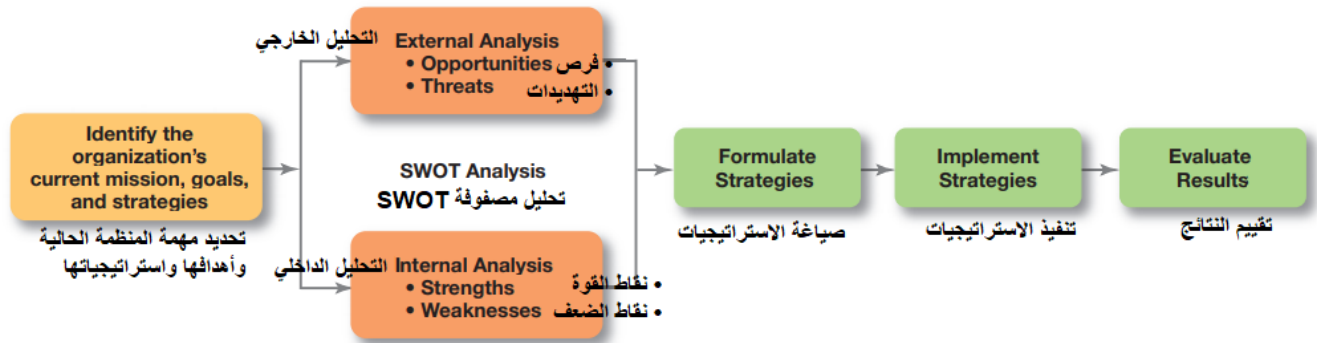 Identify the
organization's
current mission, goals,
and strategies
تحديد مهمة المنظمة الحالية
وأهدافها واستراتيجياتها
التحليل الخارجي
External Analysis
• Opportunities
• فرص
• Threats
• التهديدات
SWOT Analysis
تحليل مصفوفة SWOT
التحليل الداخلي
Internal Analysis
• Strengths
• نقاط القوة
• Weaknesses
• نقاط الضعف
Formulate
Strategies
صياغة الاستراتيجيات
Implement
Strategies
تنفيذ الاستراتيجيات
Evaluate
Results
تقييم النتائج